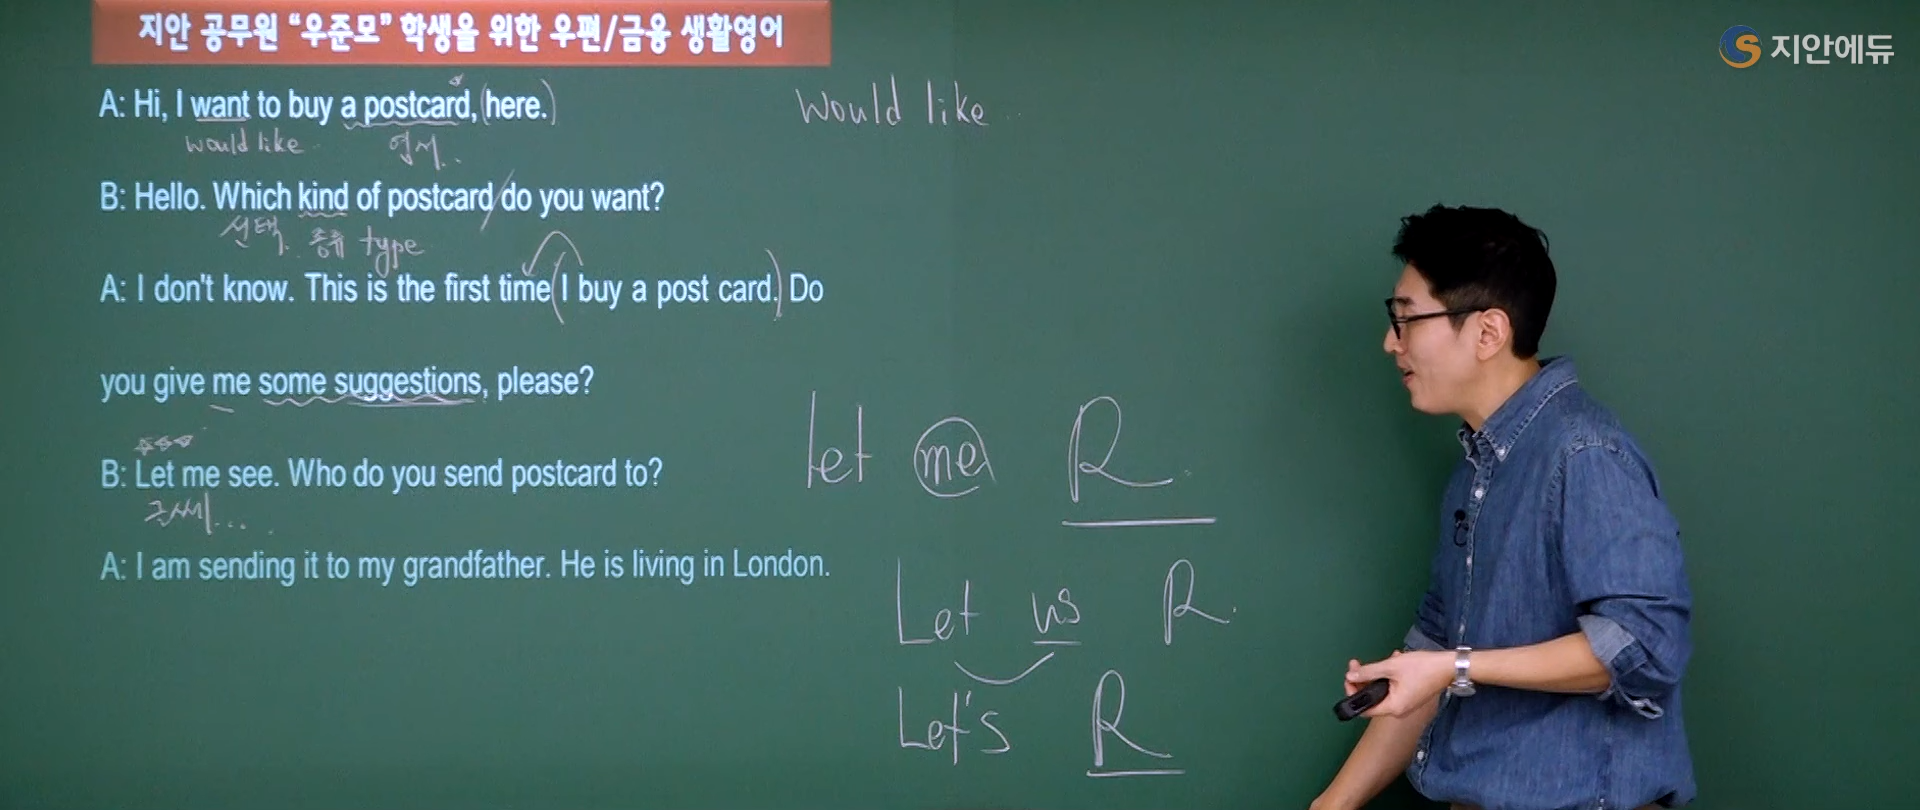 지안 공무원 “우준모” 학생을 위한 우편/금융 생활영어
지안에듀
A: Hi, I want to buy a postcard, (here.)
would like
엽서..
would like ..
B: Hello. Which kind of postcard / do you want?
선택. 종류 type
A: I don't know. This is the first time (I buy a post card.) Do
you give me some suggestions, please?
B: Let me see. Who do you send postcard to?
글쎄...
let me R
A: I am sending it to my grandfather. He is living in London.
Let us R.
Let's R